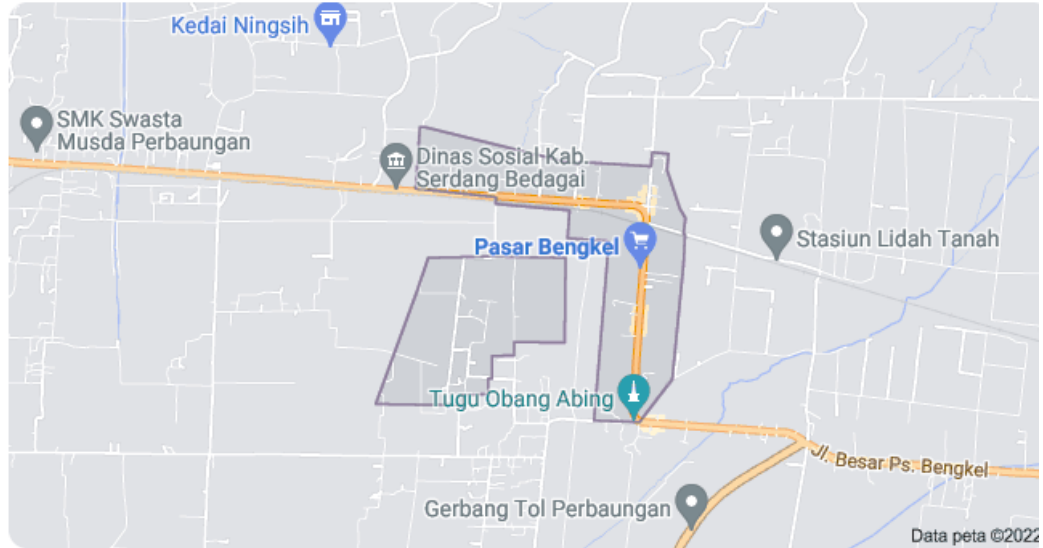 Kedai Ningsih
SMK Swasta
Musda Perbaungan
Dinas Sosial Kab.
Serdang Bedagai
Pasar Bengkel
Stasiun Lidah Tanah
Tugu Obang Abing
Jl. Besar Ps. Bengkel
Gerbang Tol Perbaungan
Data peta ©2022